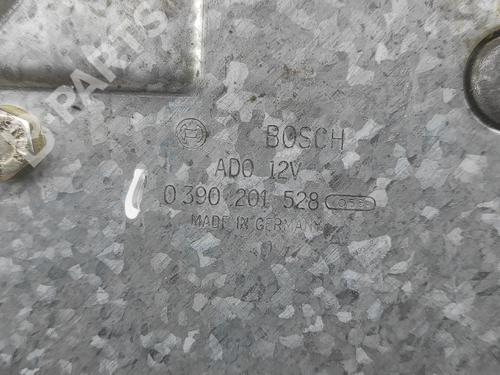 B-PARTS
BOSCH
ADO 12V
0 390 201 528
MADE IN GERMANY